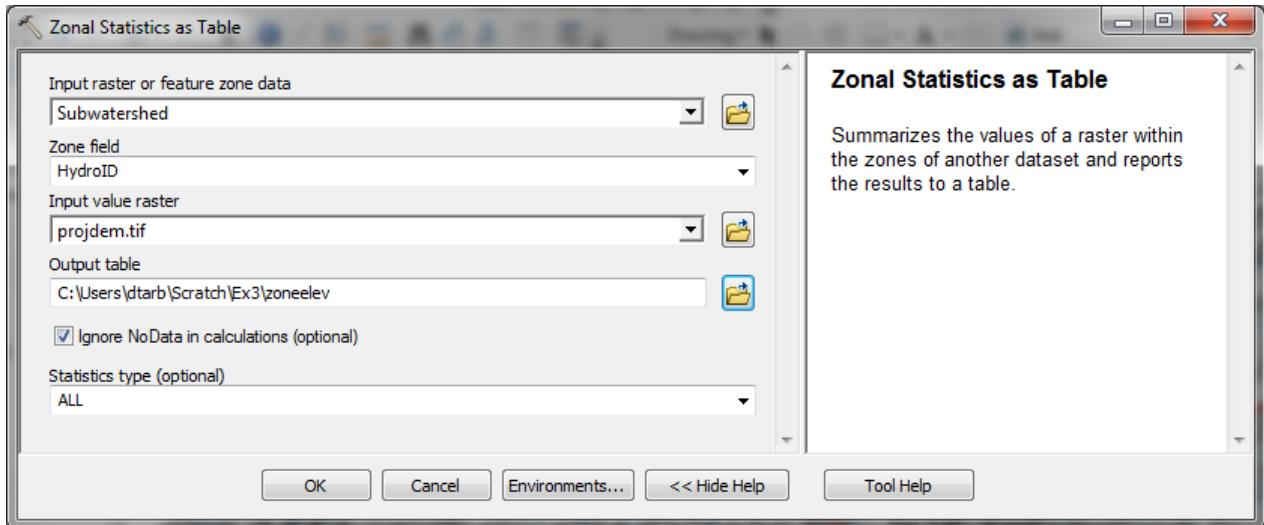 Zonal Statistics as Table
Input raster or feature zone data
Subwatershed
Zone field
HydroID
Input value raster
projdem.tif
Output table
C:\Users\dtarb\Scratch\Ex3\zoneelev
Ignore NoData in calculations (optional)
Statistics type (optional)
ALL
Zonal Statistics as Table
Summarizes the values of a raster within
the zones of another dataset and reports
the results to a table.
OK
Cancel
Environments...
<< Hide Help
Tool Help